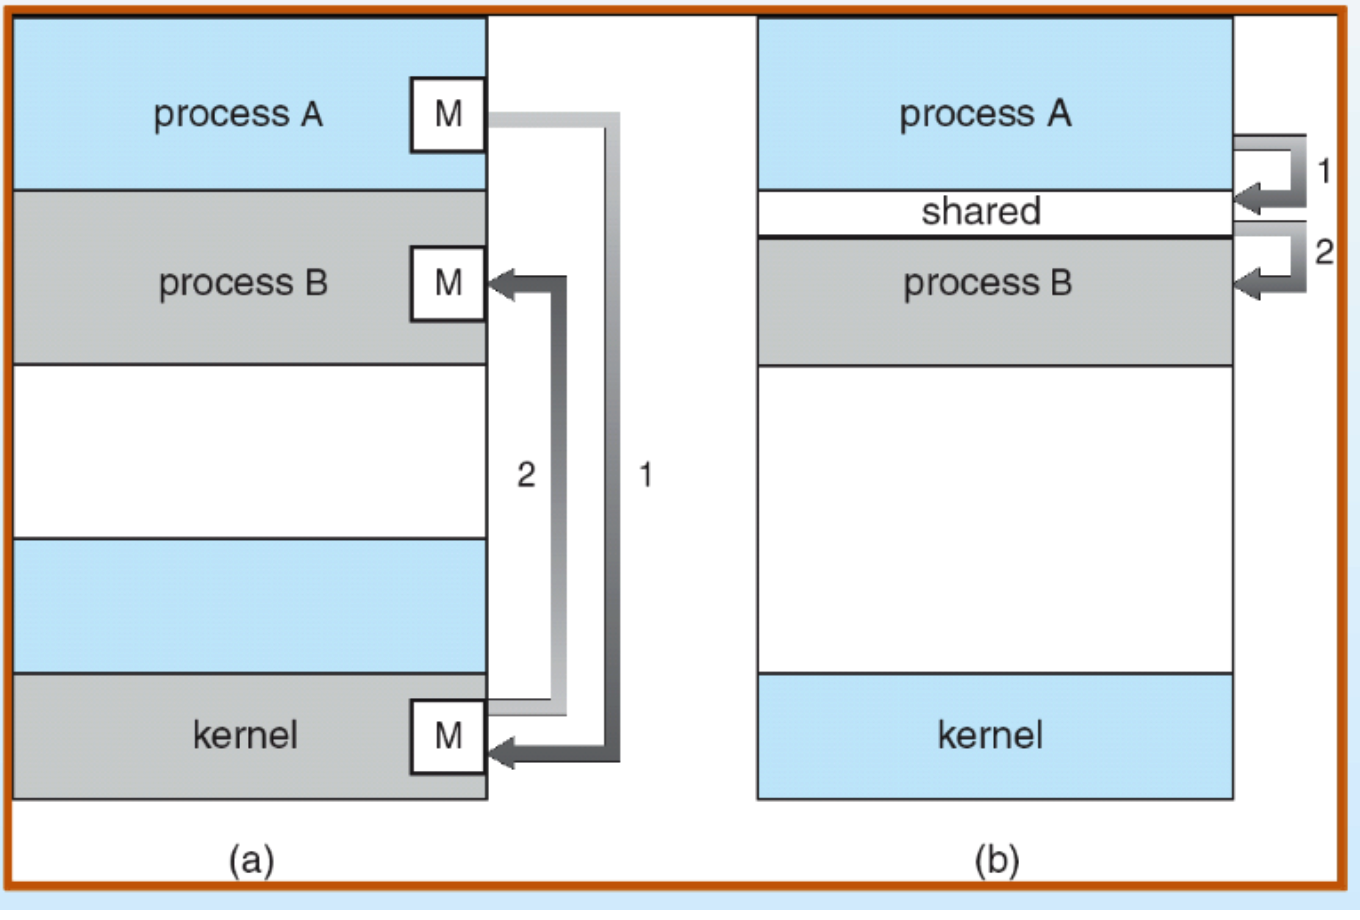 process A
M
process B
M
2
1
kernel
M
(a)
process A
1
shared
2
process B
kernel
(b)